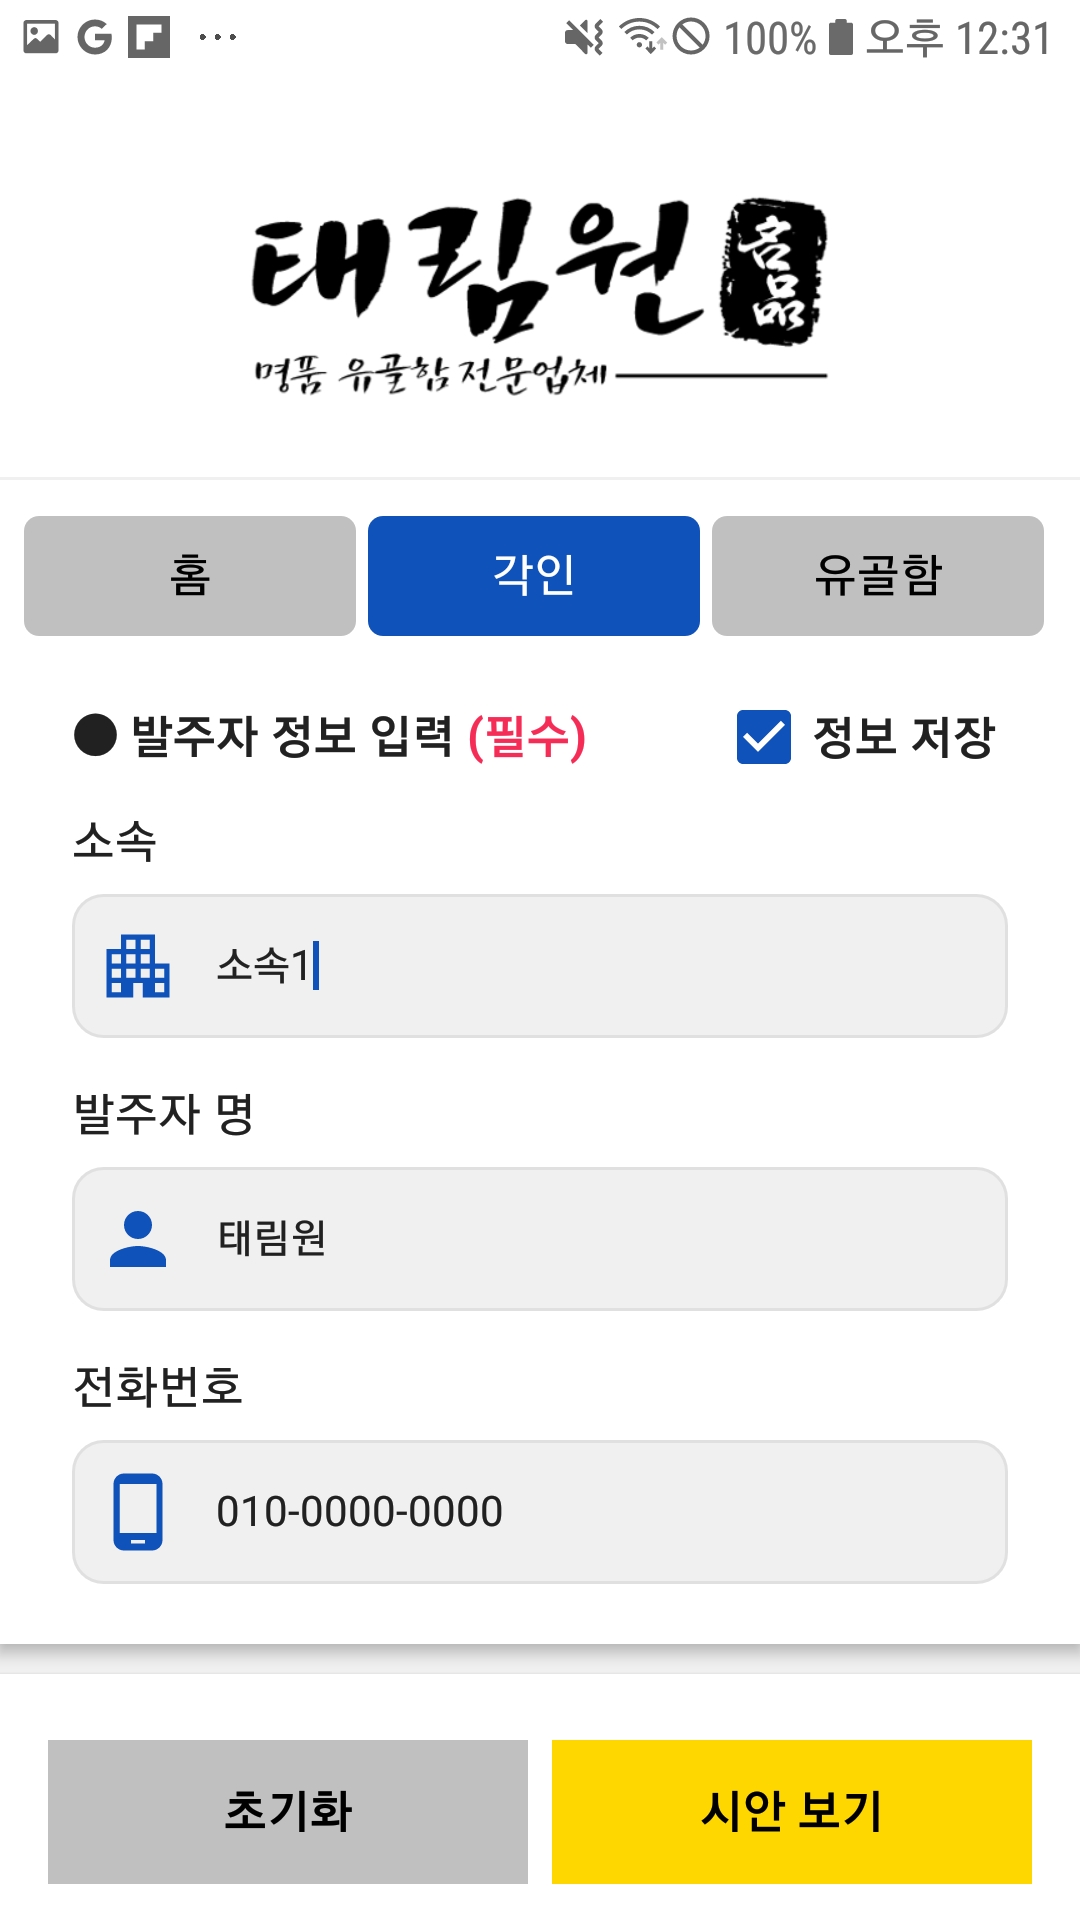 100% 오후 12:31
태림원 名品
명품 유골함 전문업체
홈 각인 유골함
● 발주자 정보 입력 (필수) 정보 저장
소속
소속1
발주자 명
태림원
전화번호
010-0000-0000
초기화 시안 보기